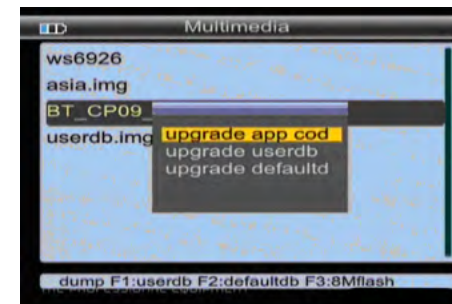 Multimedia
ws6926
asia.img
BT_CP09_
userdb.img
upgrade app cod
upgrade userdb
upgrade defaultd
dump F1:userdb F2:defaultdb F3:8Mflash